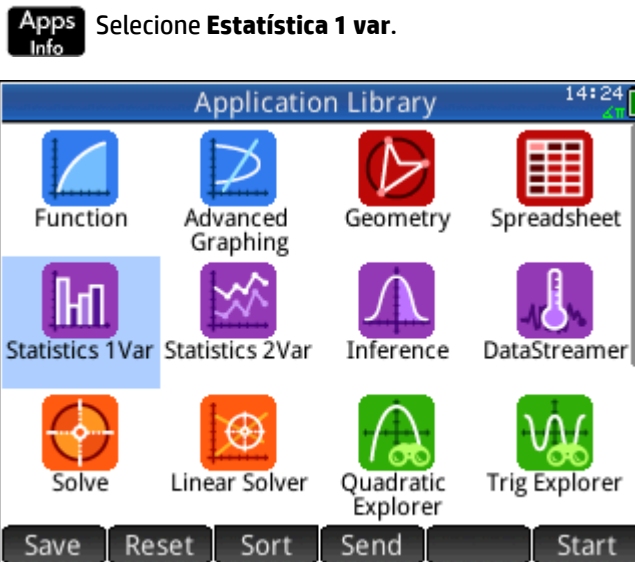 Apps Selecione Estatística 1 var.
Info
Application Library 14:24
∡π
Function Advanced Geometry Spreadsheet
Graphing
Statistics 1Var Statistics 2Var Inference DataStreamer
Solve Linear Solver Quadratic Trig Explorer
Explorer
Save Reset Sort Send Start